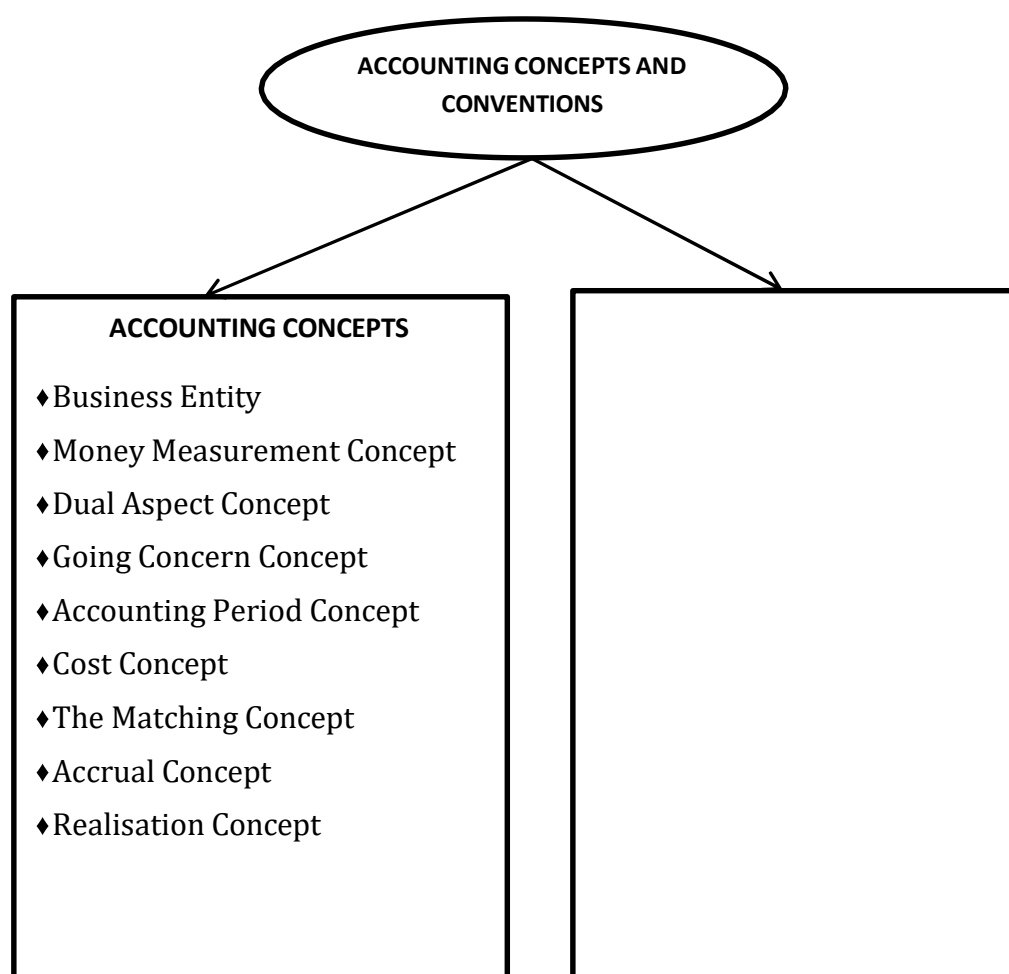 ACCOUNTING CONCEPTS AND
CONVENTIONS
ACCOUNTING CONCEPTS
♦Business Entity
♦Money Measurement Concept
♦Dual Aspect Concept
♦Going Concern Concept
♦Accounting Period Concept
♦Cost Concept
♦The Matching Concept
♦Accrual Concept
♦Realisation Concept